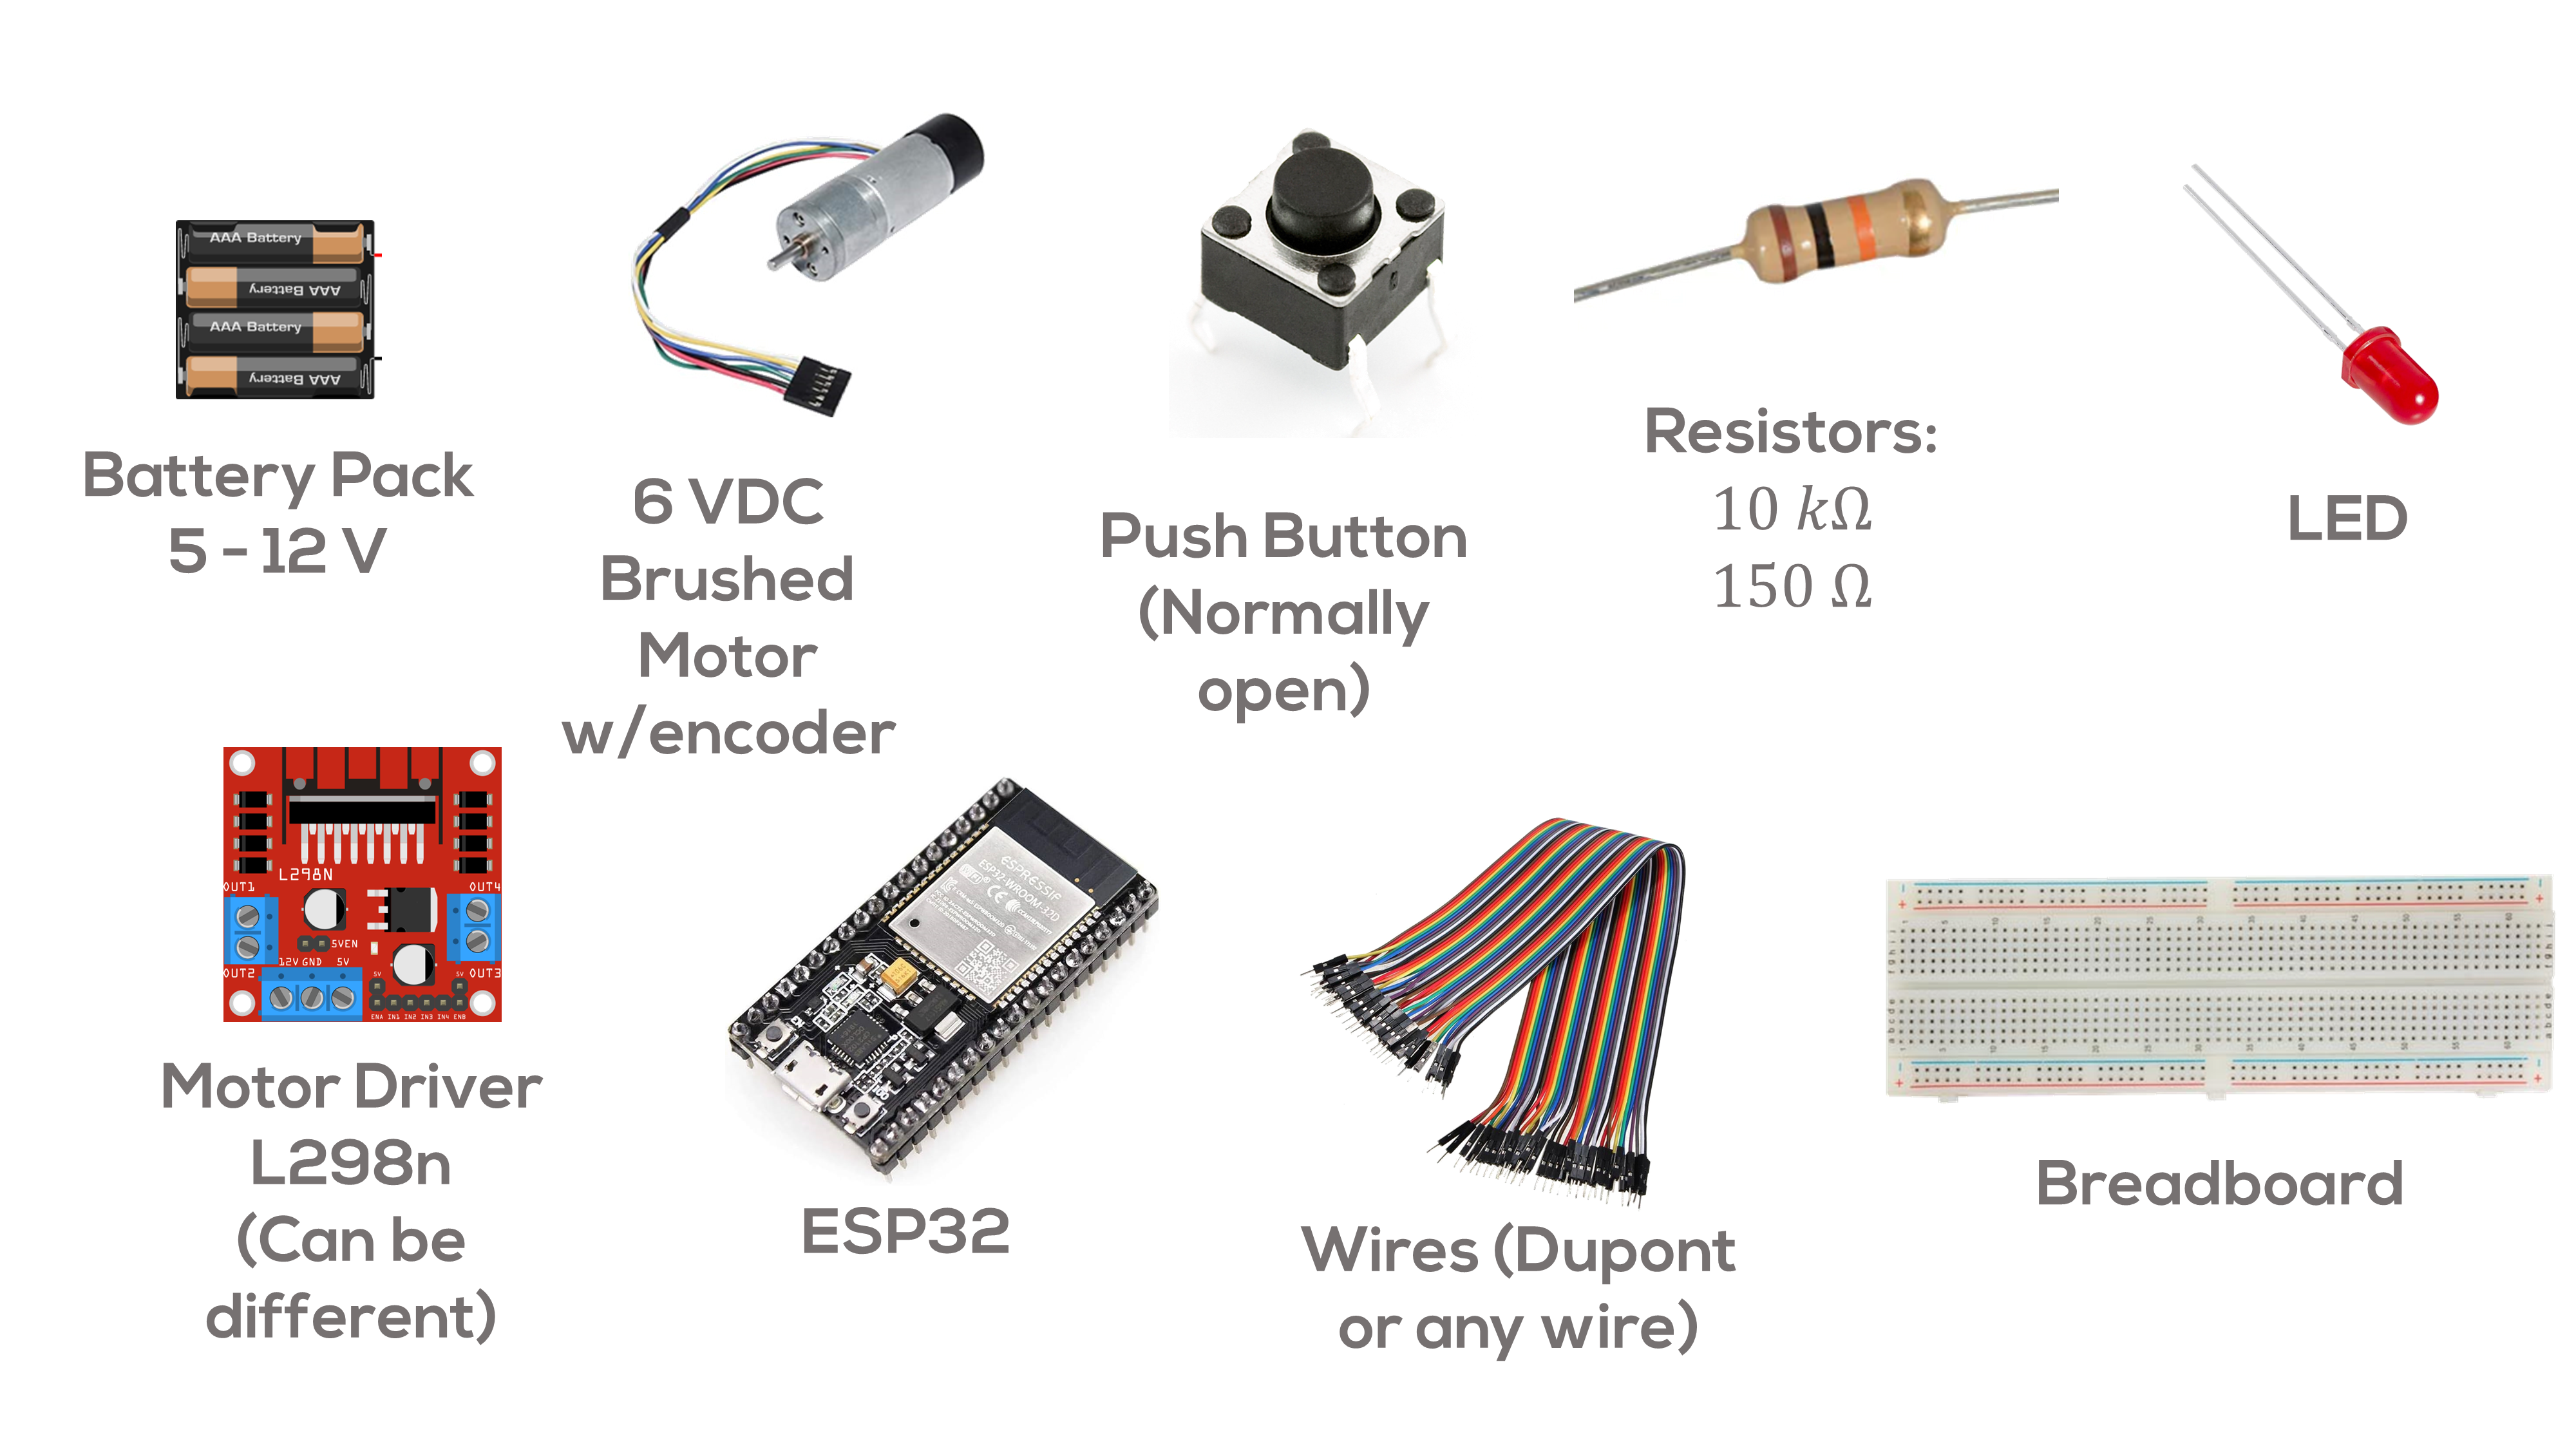 AAA Battery
AAA Battery
AAA Battery
AAA Battery
Battery Pack
5 - 12 V
6 VDC
Brushed
Motor
w/encoder
Push Button
(Normally
open)
Resistors:
10 kΩ
150 Ω
LED
L298N
OUT1
OUT4
5VEN
OUT2
12V GND 5V
5V
5V
OUT3
ENA IN1 IN2 IN3 IN4 ENB
Motor Driver
L298n
(Can be
different)
ESPRESSIF
ESP32-WROOM-32D
CE
ESP32
Wires (Dupont
or any wire)
Breadboard